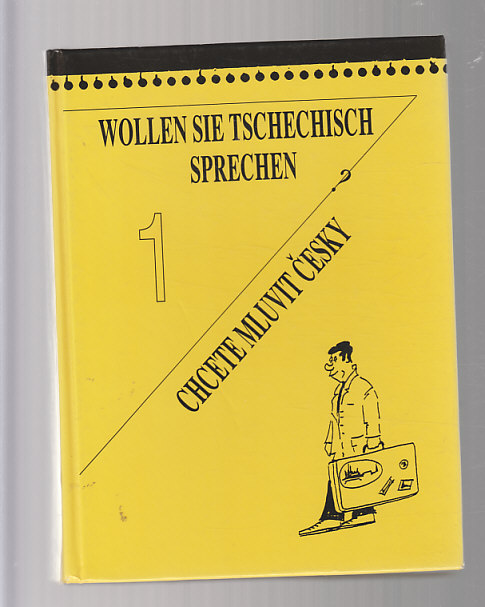 WOLLEN SIE TSCHECHISCH
SPRECHEN
?
1
CHCETE MLUVIT ČESKY